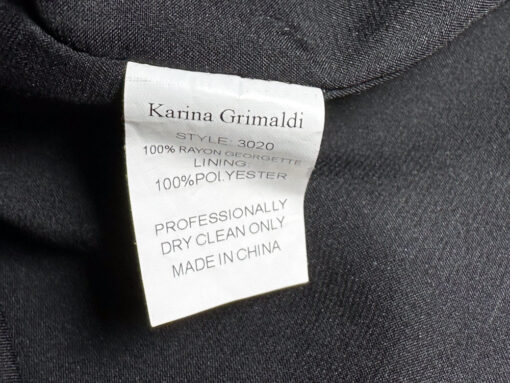 Karina Grimaldi
STYLE: 3020
100% RAYON GEORGETTE
LINING:
100%POLYESTER
PROFESSIONALLY
DRY CLEAN ONLY
MADE IN CHINA